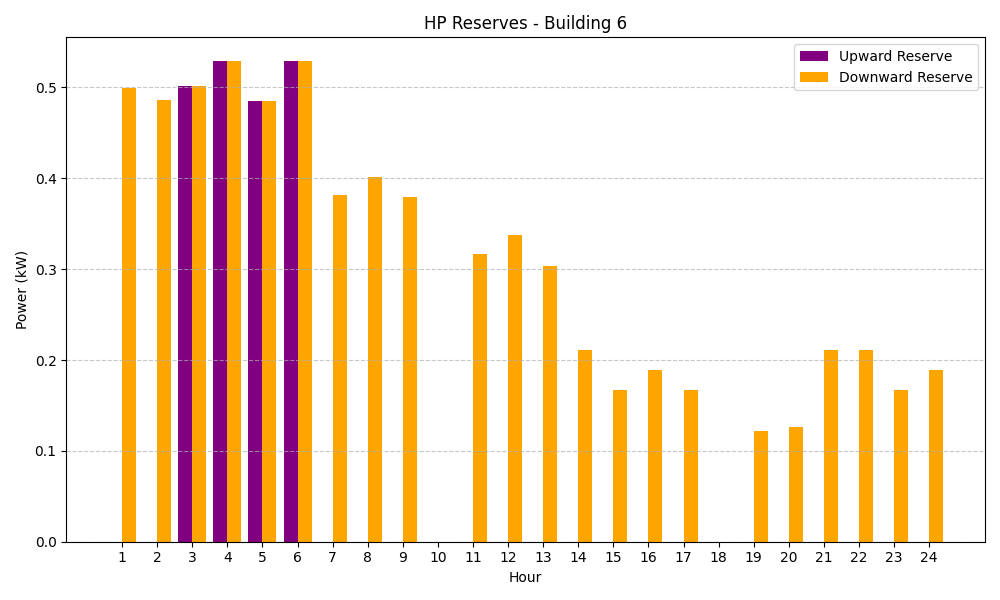 HP Reserves - Building 6
Upward Reserve
Downward Reserve
Power (kW)
0.5
0.4
0.3
0.2
0.1
0.0
1 2 3 4 5 6 7 8 9 10 11 12 13 14 15 16 17 18 19 20 21 22 23 24
Hour